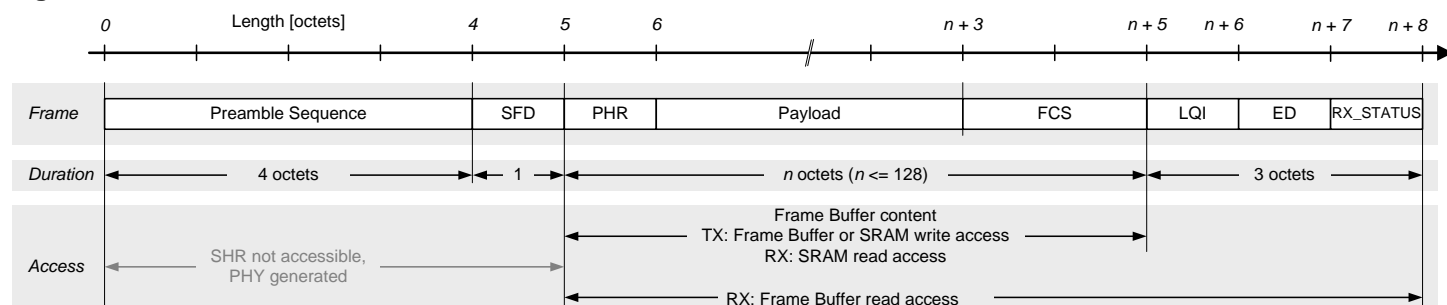 0 Length [octets] 4 5 6 n + 3 n + 5 n + 6 n + 7 n + 8
Frame Preamble Sequence SFD PHR Payload FCS LQI ED RX_STATUS
Duration 4 octets 1 n octets (n <= 128) 3 octets
Frame Buffer content
TX: Frame Buffer or SRAM write access
RX: SRAM read access
Access SHR not accessible,
PHY generated
RX: Frame Buffer read access